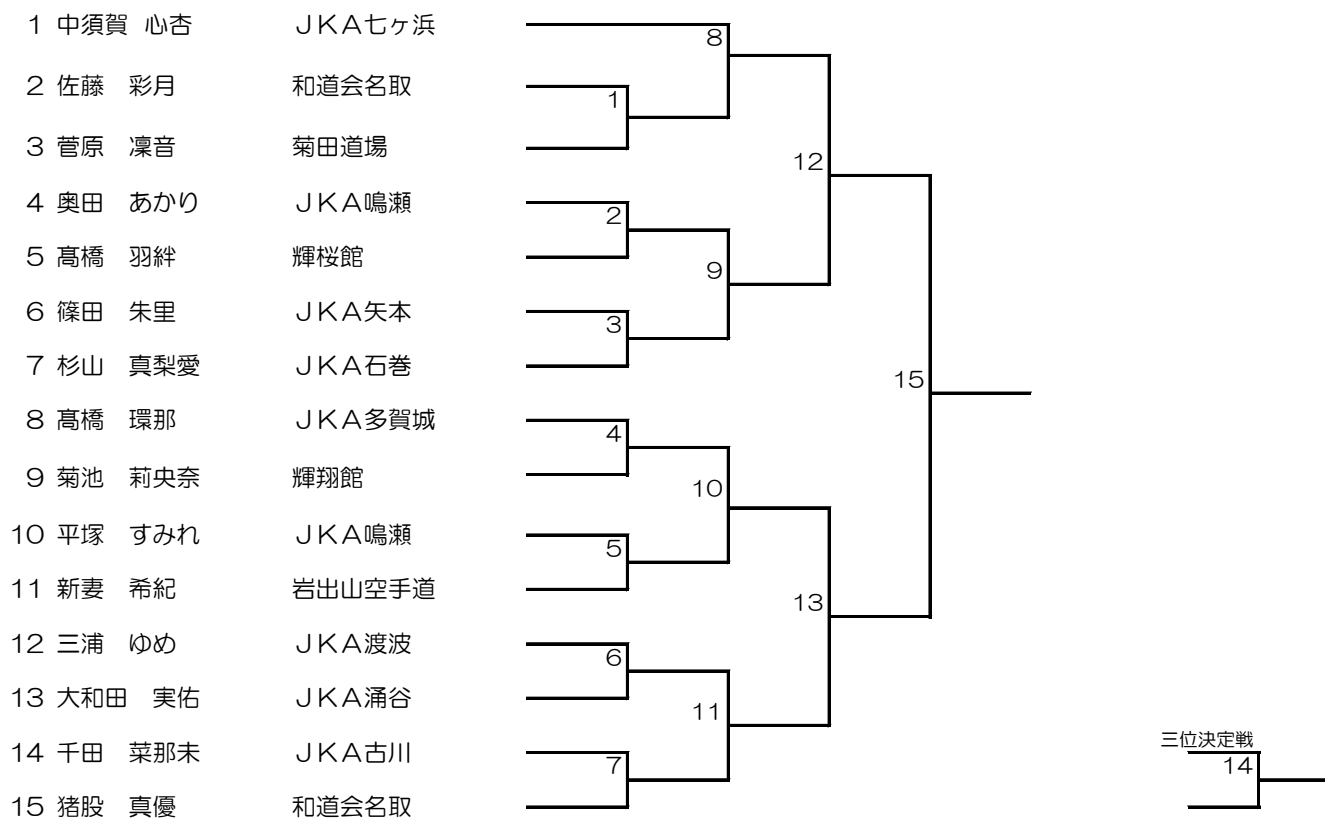 1 中須賀 心杏 ＪＫＡ七ヶ浜
8
2 佐藤 彩月 和道会名取
1
3 菅原 凜音 菊田道場
12
4 奥田 あかり ＪＫＡ鳴瀬
2
5 髙橋 羽絆 輝桜館
9
6 篠田 朱里 ＪＫＡ矢本
3
7 杉山 真梨愛 ＪＫＡ石巻
15
8 髙橋 環那 ＪＫＡ多賀城
4
9 菊池 莉央奈 輝翔館
10
10 平塚 すみれ ＪＫＡ鳴瀬
5
11 新妻 希紀 岩出山空手道
13
12 三浦 ゆめ ＪＫＡ渡波
6
13 大和田 実佑 ＪＫＡ涌谷
11
14 千田 菜那未 ＪＫＡ古川
三位決定戦
7
14
15 猪股 真優 和道会名取